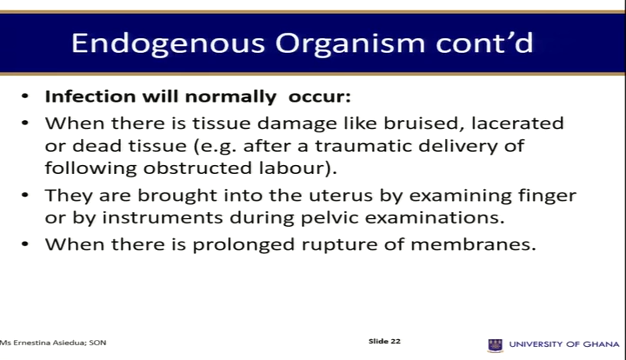 Endogenous Organism cont'd
• Infection will normally occur:
• When there is tissue damage like bruised, lacerated
or dead tissue (e.g. after a traumatic delivery of
following obstructed labour).
• They are brought into the uterus by examining finger
or by instruments during pelvic examinations.
• When there is prolonged rupture of membranes.
Ms Ernestina Asiedua; SON
Slide 22
UNIVERSITY OF GHANA